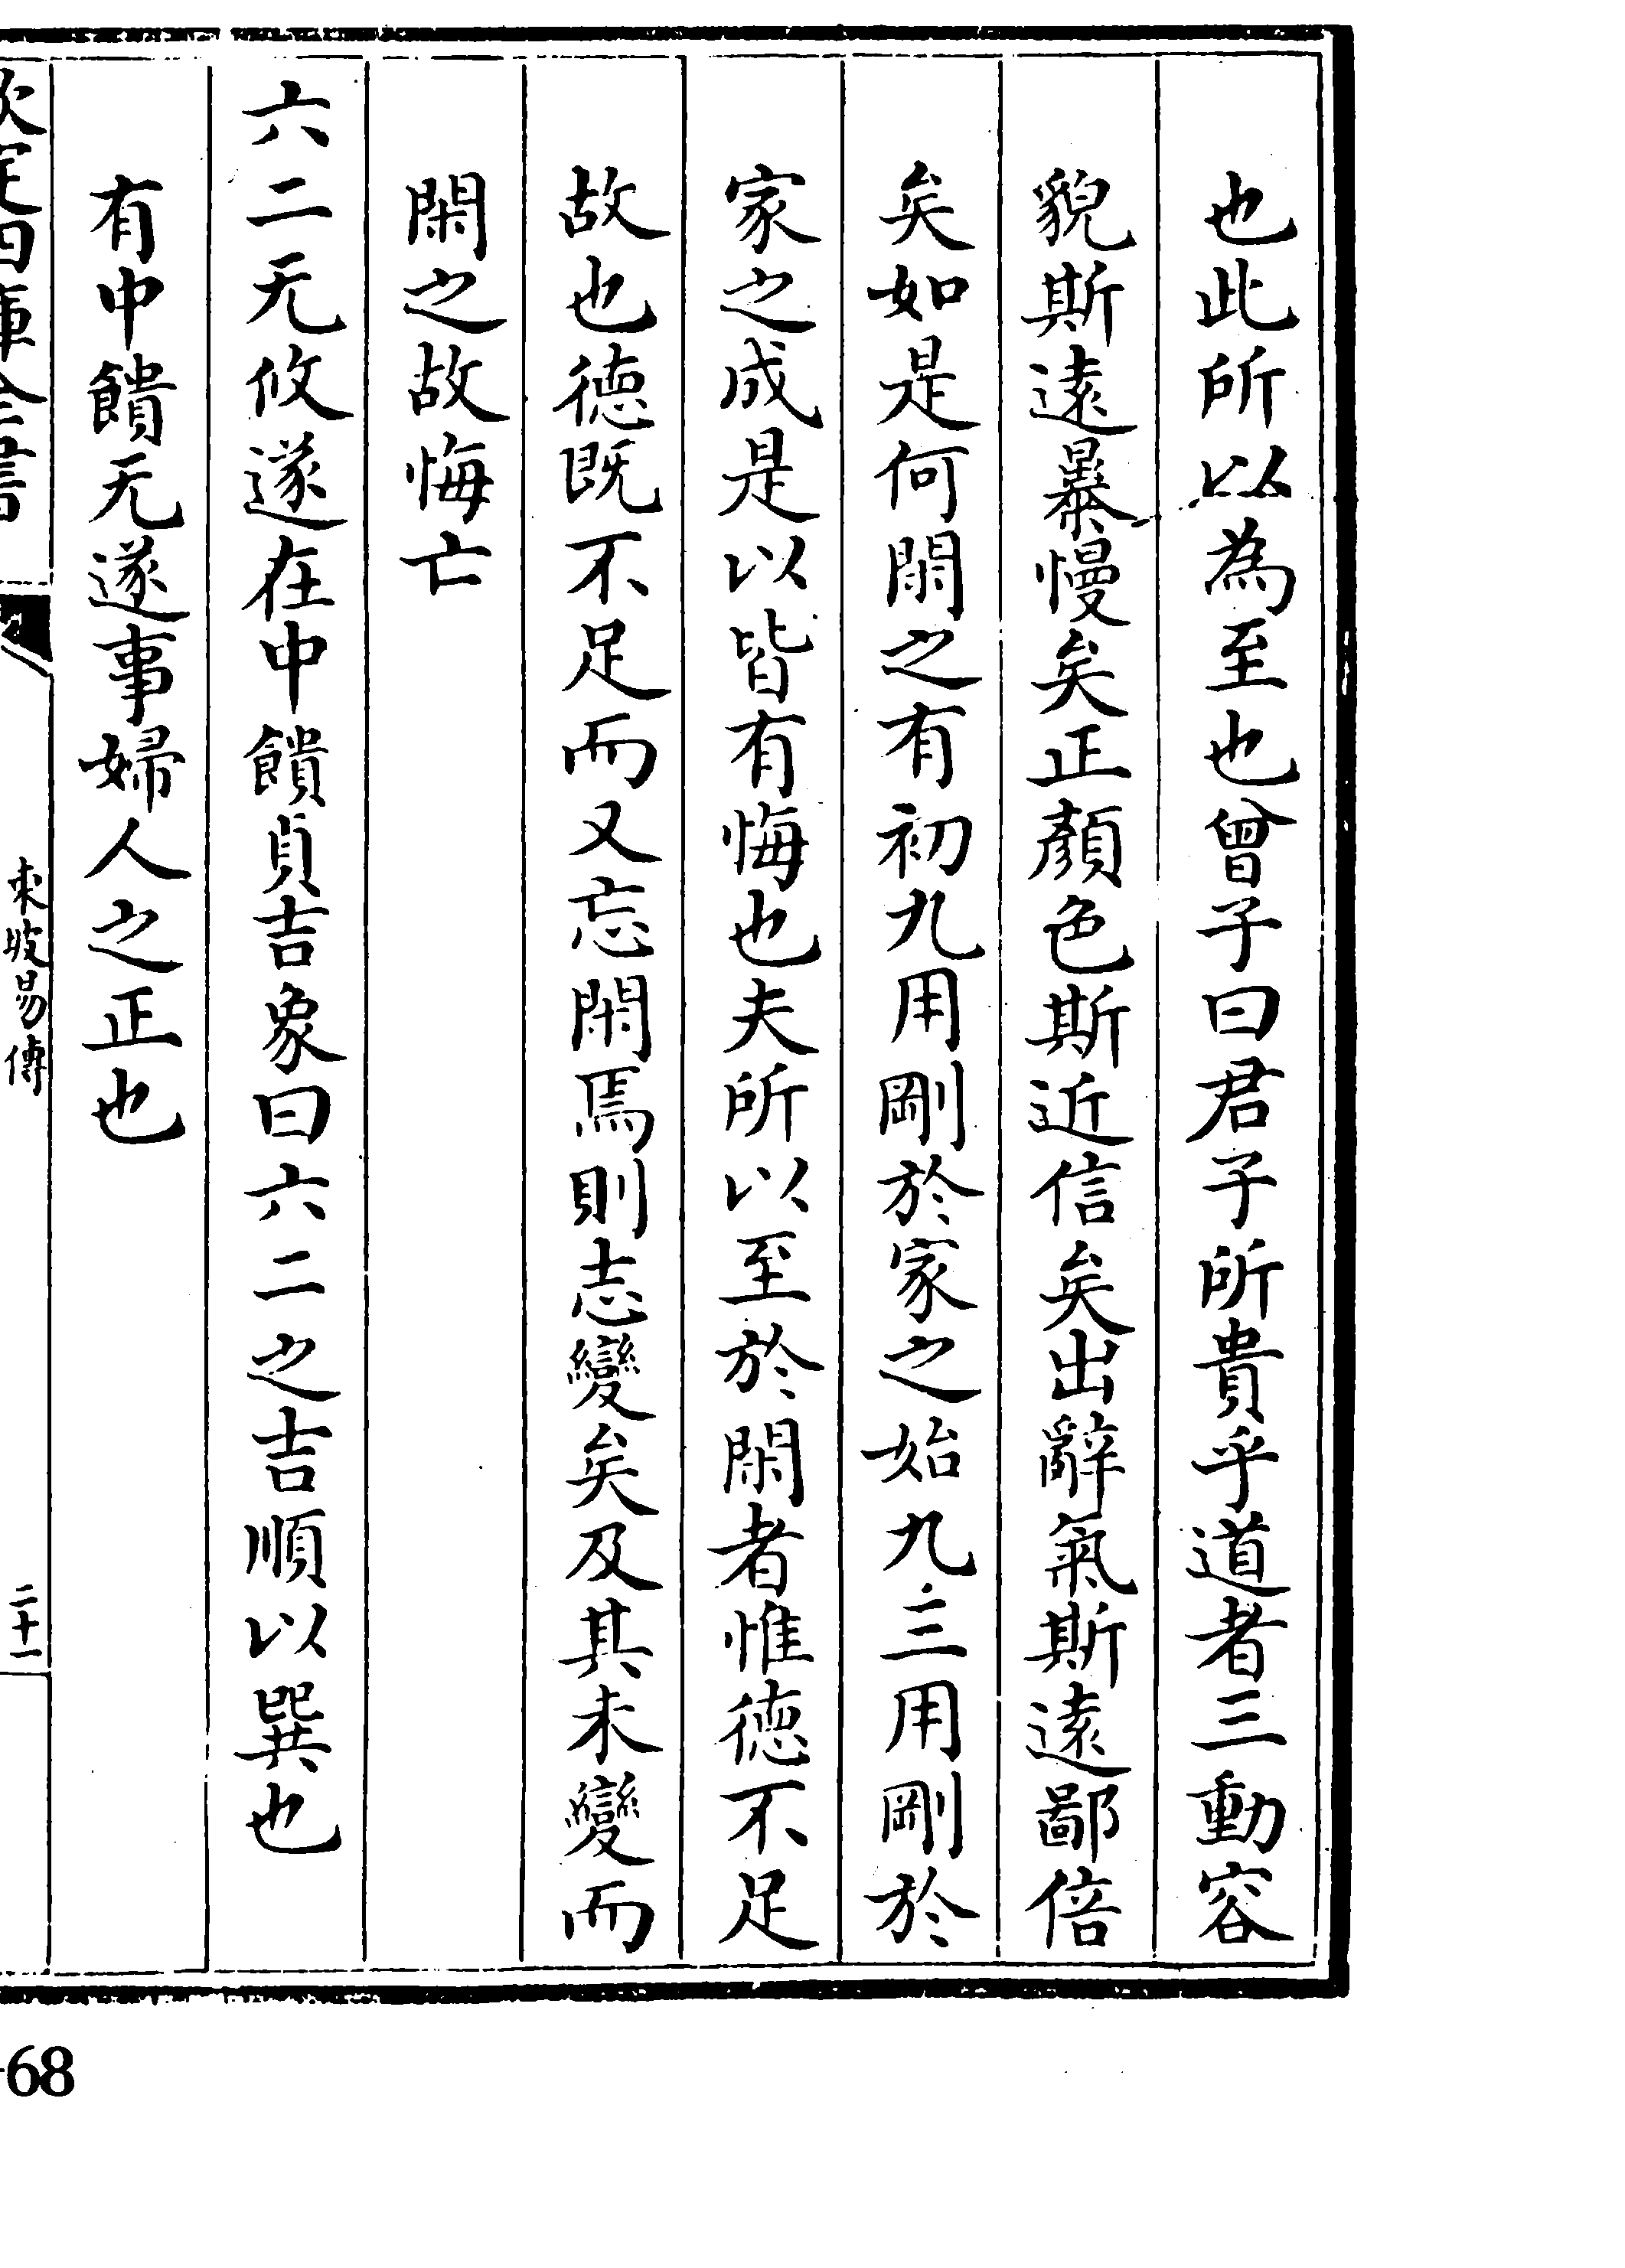 也此所以為至也曾子曰君子所貴乎道者三動容
貌斯遠暴慢矣正顏色斯近信矣出辭氣斯遠鄙倍
矣如是何閑之有初九用剛於家之始九三用剛於
家之成是以皆有悔也夫所以至於閑者惟德不足
故也德既不足而又忘閑焉則志變矣及其未變而
閑之故悔亡
六二无攸遂在中饋貞吉象曰六二之吉順以巽也
有中饋无遂事婦人之正也
欽定四庫全書
東坡易傳
二十一
68